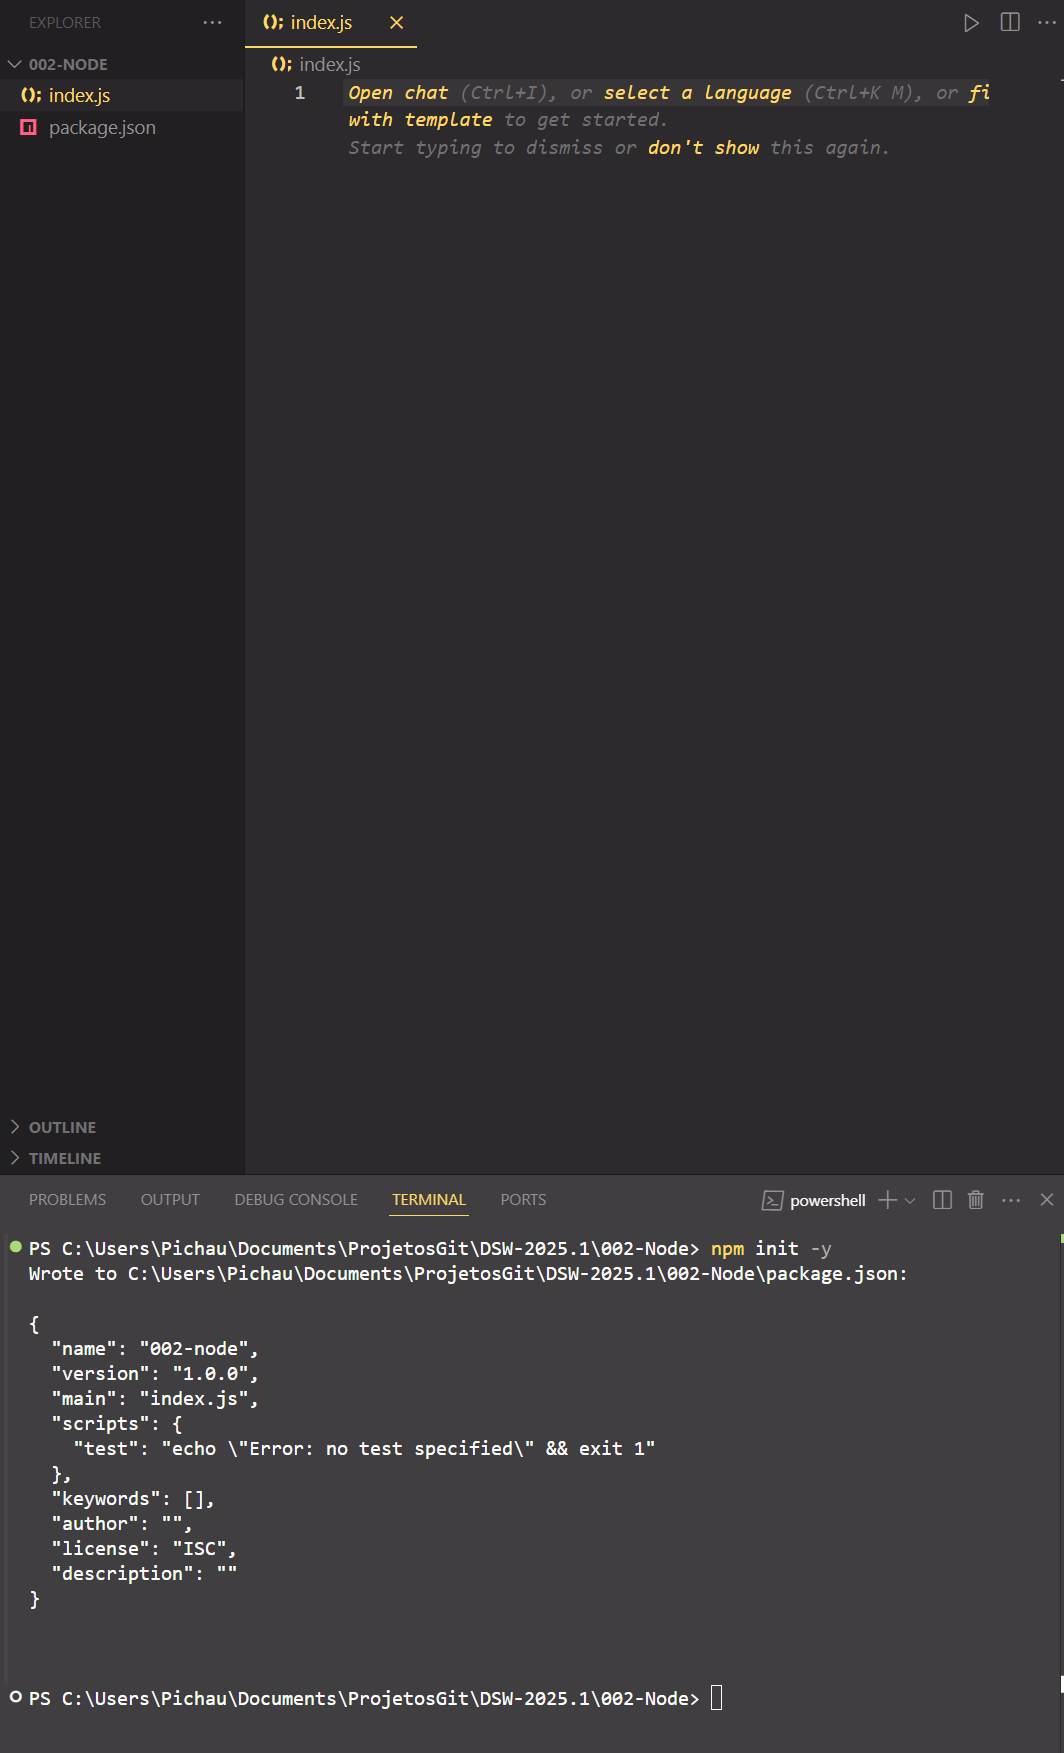 EXPLORER
002-NODE
index.js
package.json
OUTLINE
TIMELINE
index.js
index.js
1
Open chat (Ctrl+I), or select a language (Ctrl+K M), or fi
with template to get started.
Start typing to dismiss or don't show this again.
PROBLEMS OUTPUT DEBUG CONSOLE TERMINAL PORTS powershell
PS C:\Users\Pichau\Documents\ProjetosGit\DSW-2025.1\002-Node> npm init -y
Wrote to C:\Users\Pichau\Documents\ProjetosGit\DSW-2025.1\002-Node\package.json:
{
"name": "002-node",
"version": "1.0.0",
"main": "index.js",
"scripts": {
"test": "echo \"Error: no test specified\" && exit 1"
},
"keywords": [],
"author": "",
"license": "ISC",
"description": ""
}
PS C:\Users\Pichau\Documents\ProjetosGit\DSW-2025.1\002-Node>